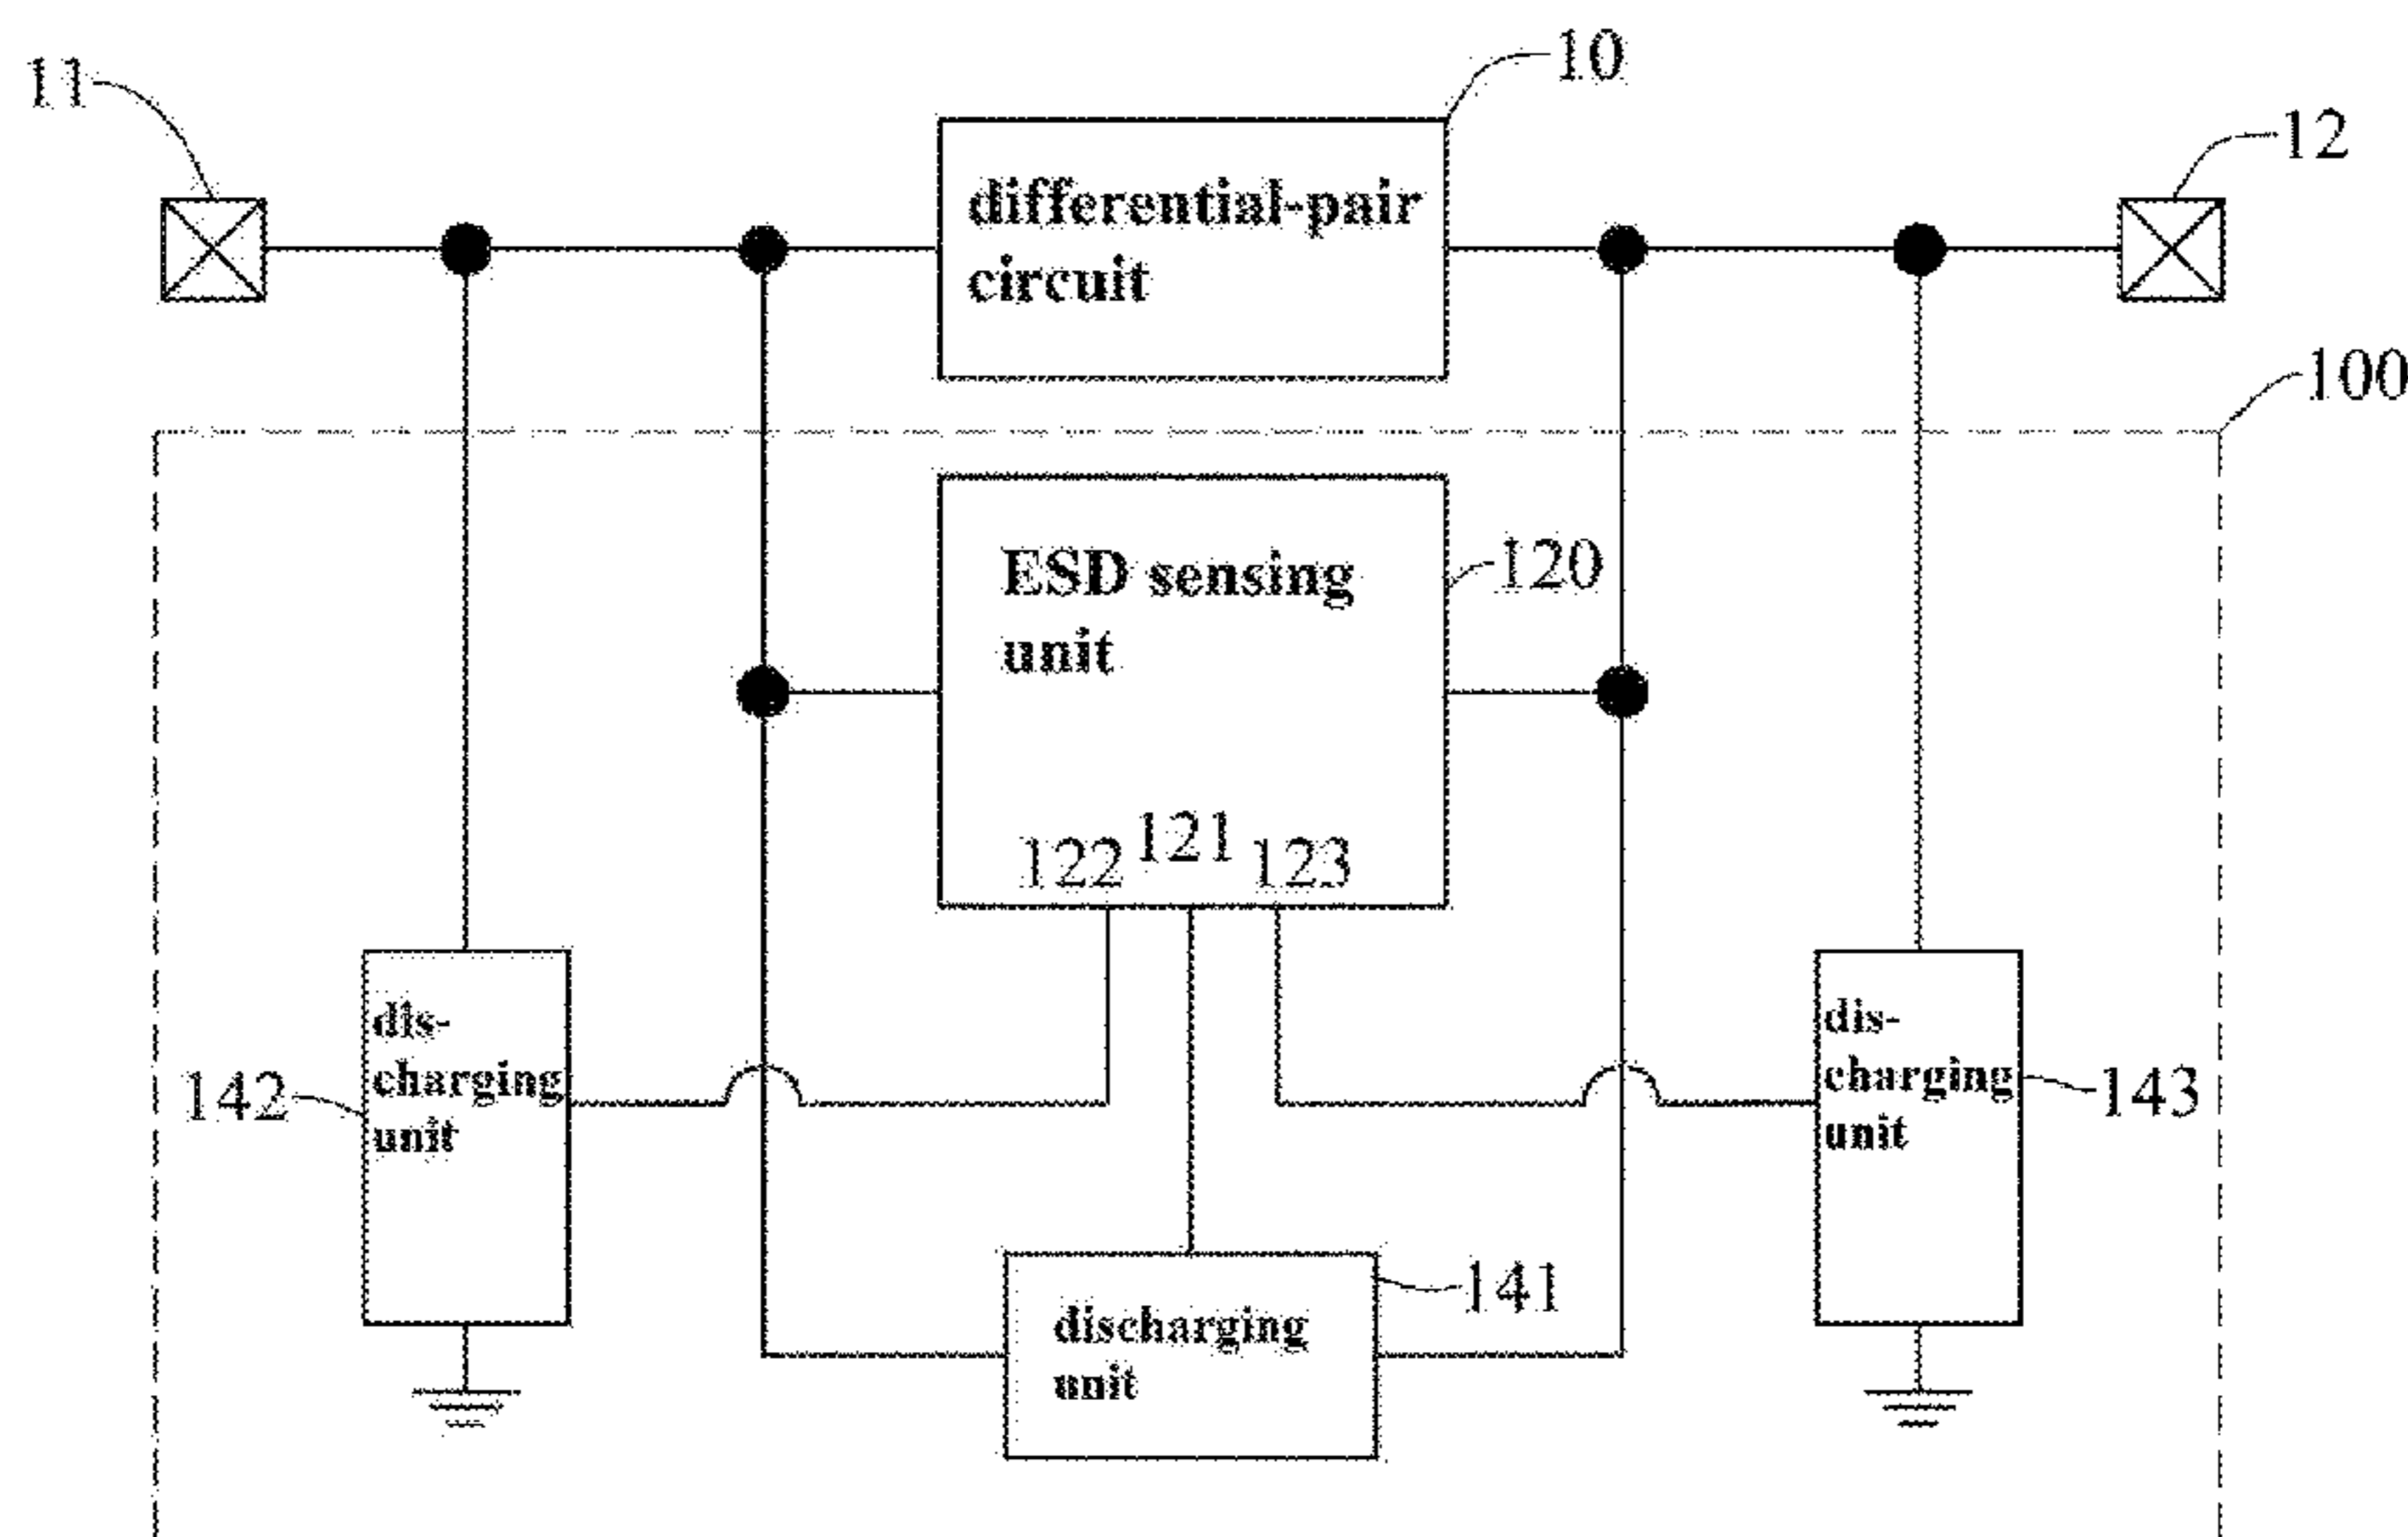 11
10
12
differential-pair
circuit
100
ESD sensing
unit
120
122
121
123
dis-
charging
unit
142
dis-
charging
unit
143
141
discharging
unit